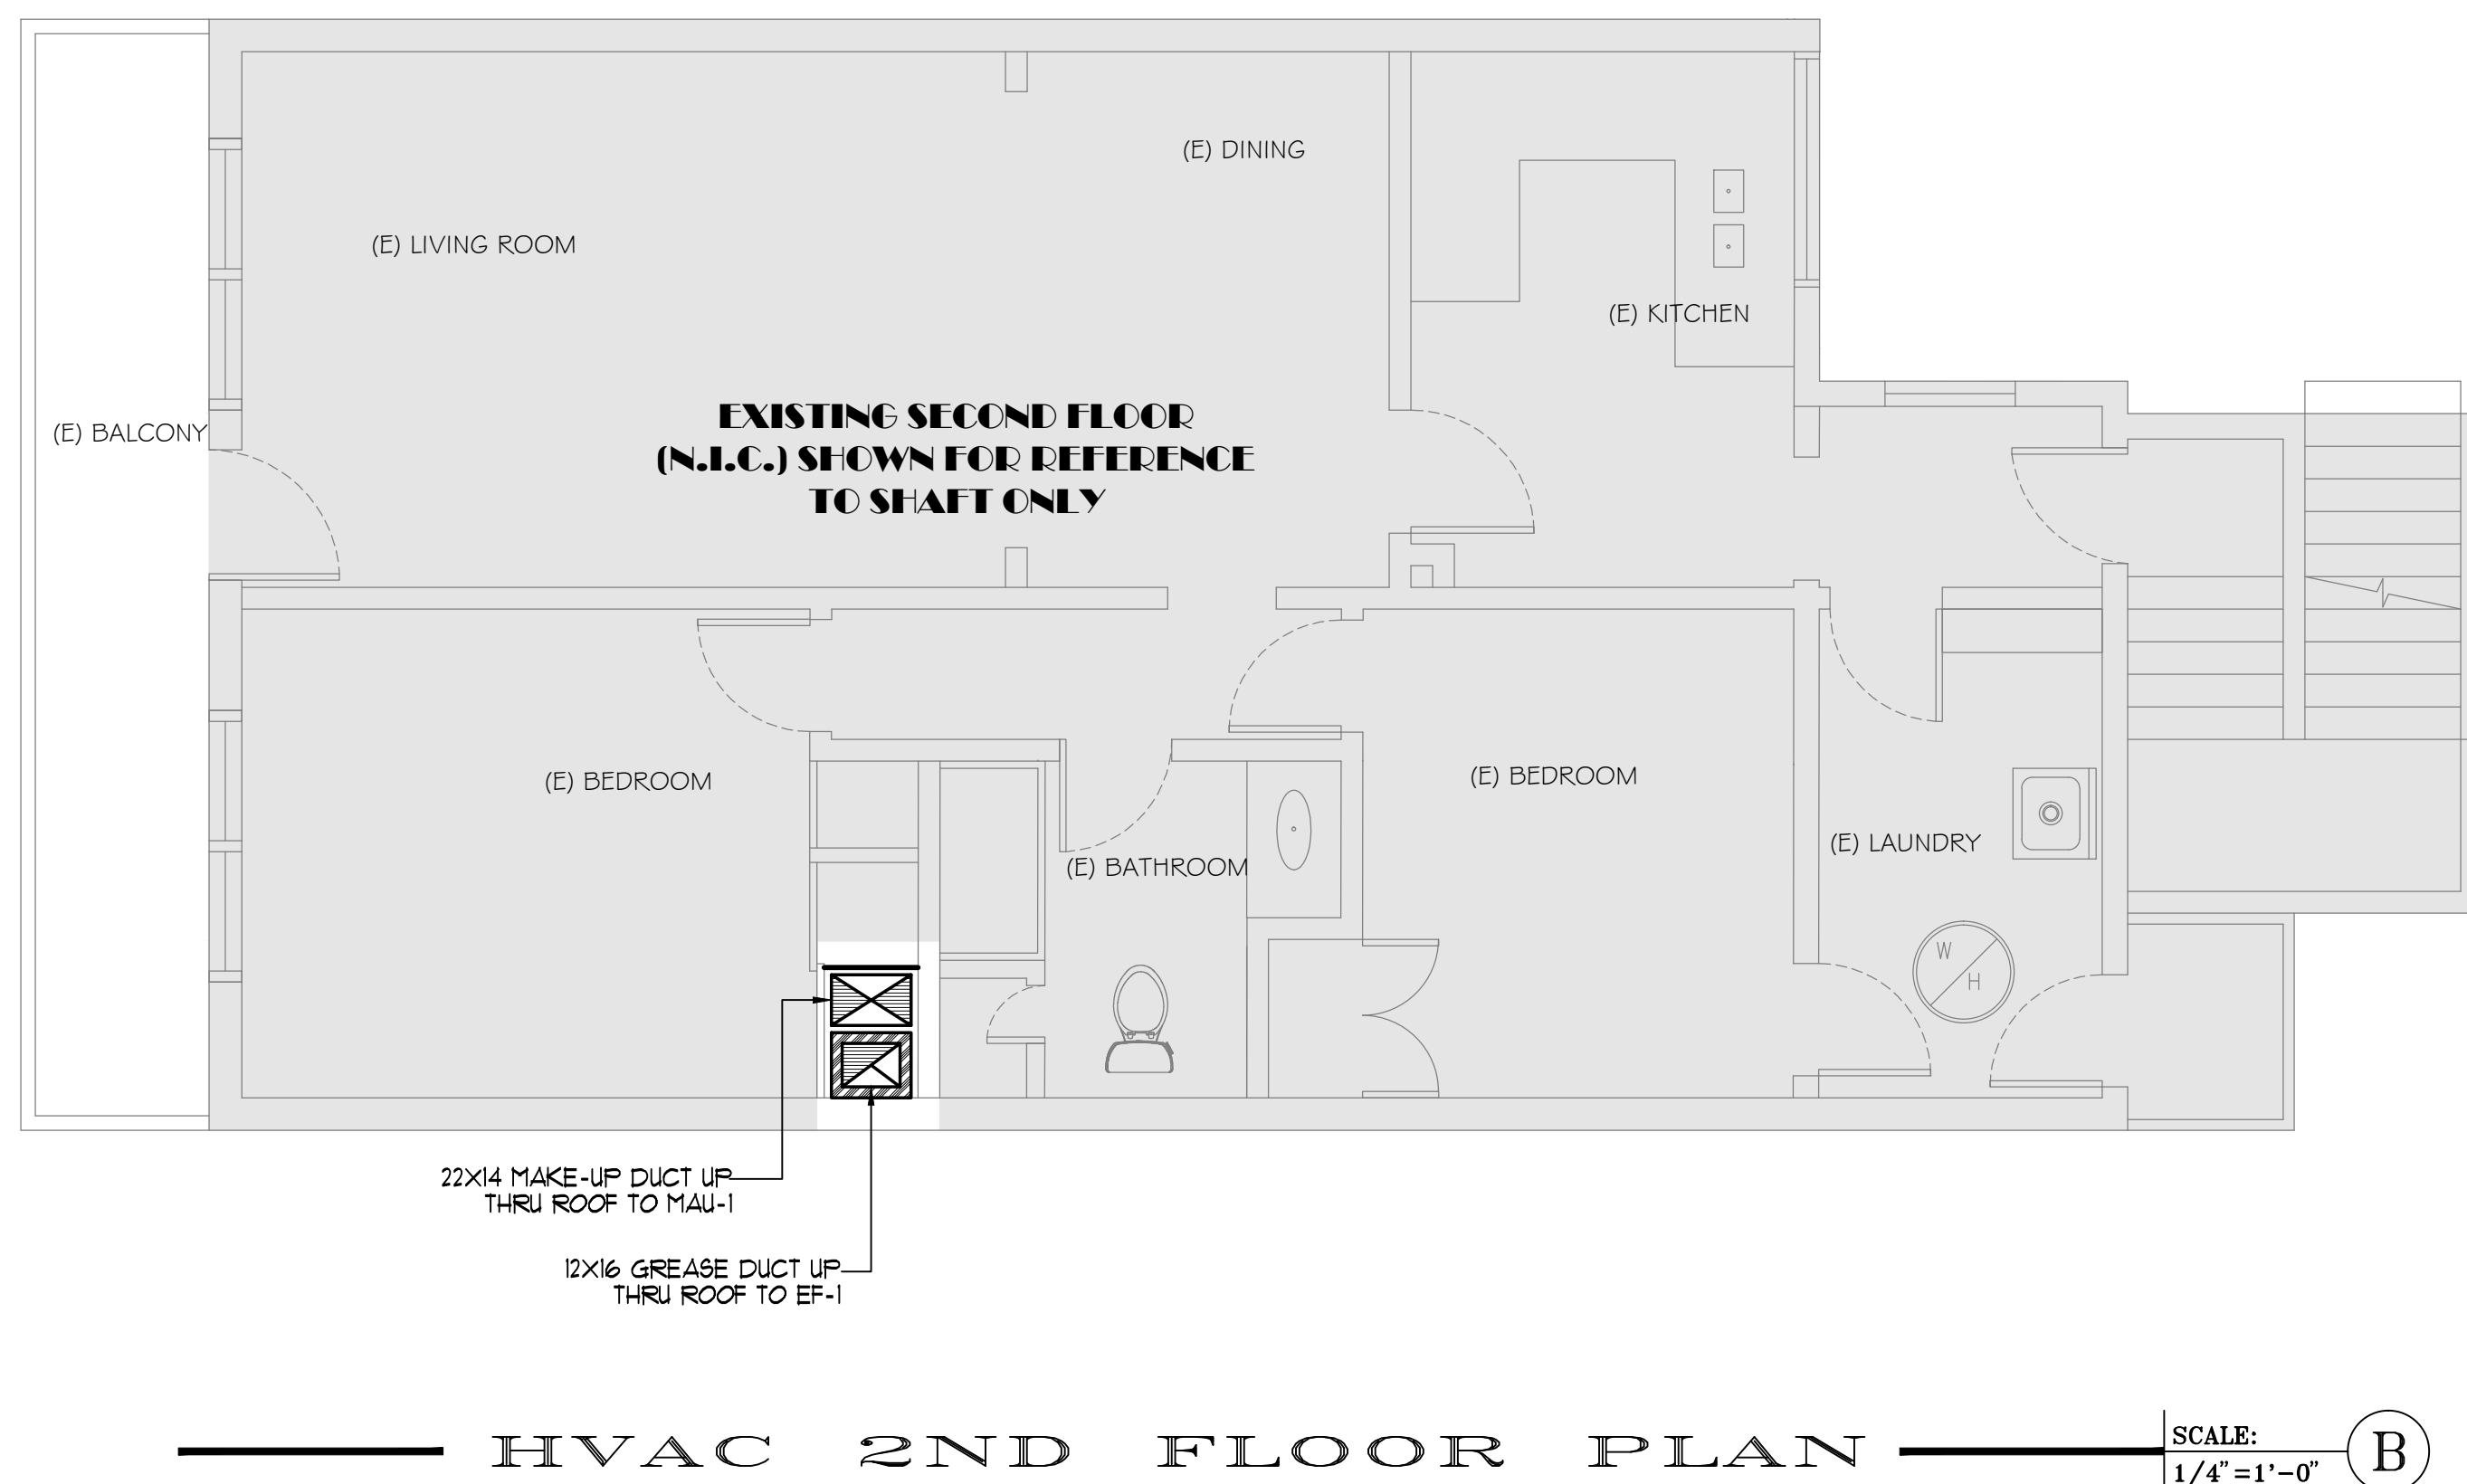 (E) DINING
(E) LIVING ROOM
(E) KITCHEN
EXISTING SECOND FLOOR
(N.I.C.) SHOWN FOR REFERENCE
TO SHAFT ONLY
(E) BALCONY
(E) BEDROOM
(E) BEDROOM
(E) BATHROOM
(E) LAUNDRY
W
H
22X14 MAKE-UP DUCT UP
THRU ROOF TO MAU-1
12X16 GREASE DUCT UP
THRU ROOF TO EF-1
HVAC 2ND FLOOR PLAN
SCALE:
1/4"=1'-0"
B